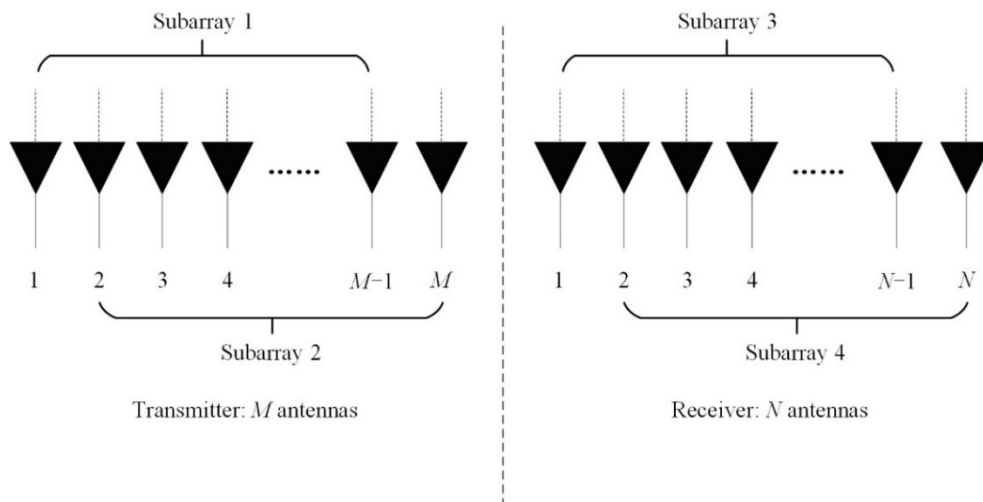 Subarray 1
Subarray 3
...... ......
1 2 3 4 M−1 M
1 2 3 4 N−1 N
Subarray 2
Subarray 4
Transmitter: M antennas
Receiver: N antennas